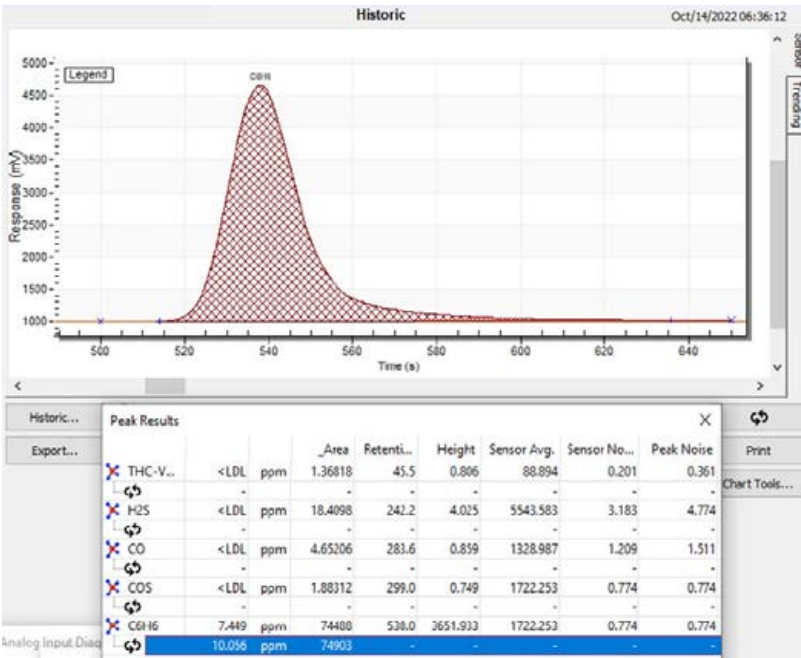 Historic
Oct/14/2022 06:36:12
Sensor
Trending
Legend
C6H6
Response (mV)
5000
4500
4000
3500
3000
2500
2000
1500
1000
500 520 540 560 580 600 620 640
Time (s)
Historic...
Export...
Print
Chart Tools...
Peak Results
_Area Retenti... Height Sensor Avg. Sensor No... Peak Noise
THC-V... <LDL ppm 1.36818 45.5 0.806 88.894 0.201 0.361
- - - - - -
H2S <LDL ppm 18.4098 242.2 4.025 5543.583 3.183 4.774
- - - - - - -
CO <LDL ppm 4.65206 283.6 0.859 1328.987 1.209 1.511
- - - - - - -
COS <LDL ppm 1.88312 299.0 0.749 1722.253 0.774 0.774
- - - - - - -
C6H6 7.449 ppm 74488 538.0 3651.933 1722.253 0.774 0.774
10.056 ppm 74903 - - - - -
Analog Input Diag